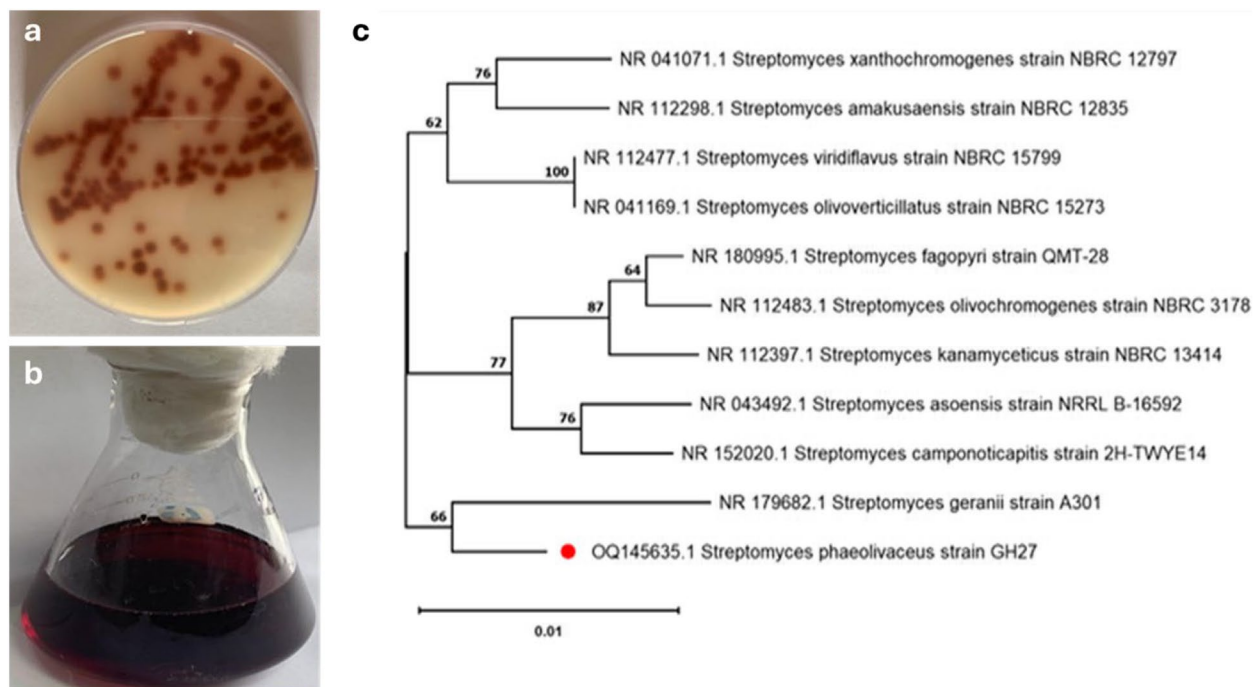 a
b
c
76
NR 041071.1 Streptomyces xanthochromogenes strain NBRC 12797
NR 112298.1 Streptomyces amakusaensis strain NBRC 12835
62
100
NR 112477.1 Streptomyces viridiflavus strain NBRC 15799
NR 041169.1 Streptomyces olivoverticillatus strain NBRC 15273
64
NR 180995.1 Streptomyces fagopyri strain QMT-28
NR 112483.1 Streptomyces olivochromogenes strain NBRC 3178
87
NR 112397.1 Streptomyces kanamyceticus strain NBRC 13414
77
76
NR 043492.1 Streptomyces asoensis strain NRRL B-16592
NR 152020.1 Streptomyces camponoticapitis strain 2H-TWYE14
66
NR 179682.1 Streptomyces geranii strain A301
OQ145635.1 Streptomyces phaeolivaceus strain GH27
0.01